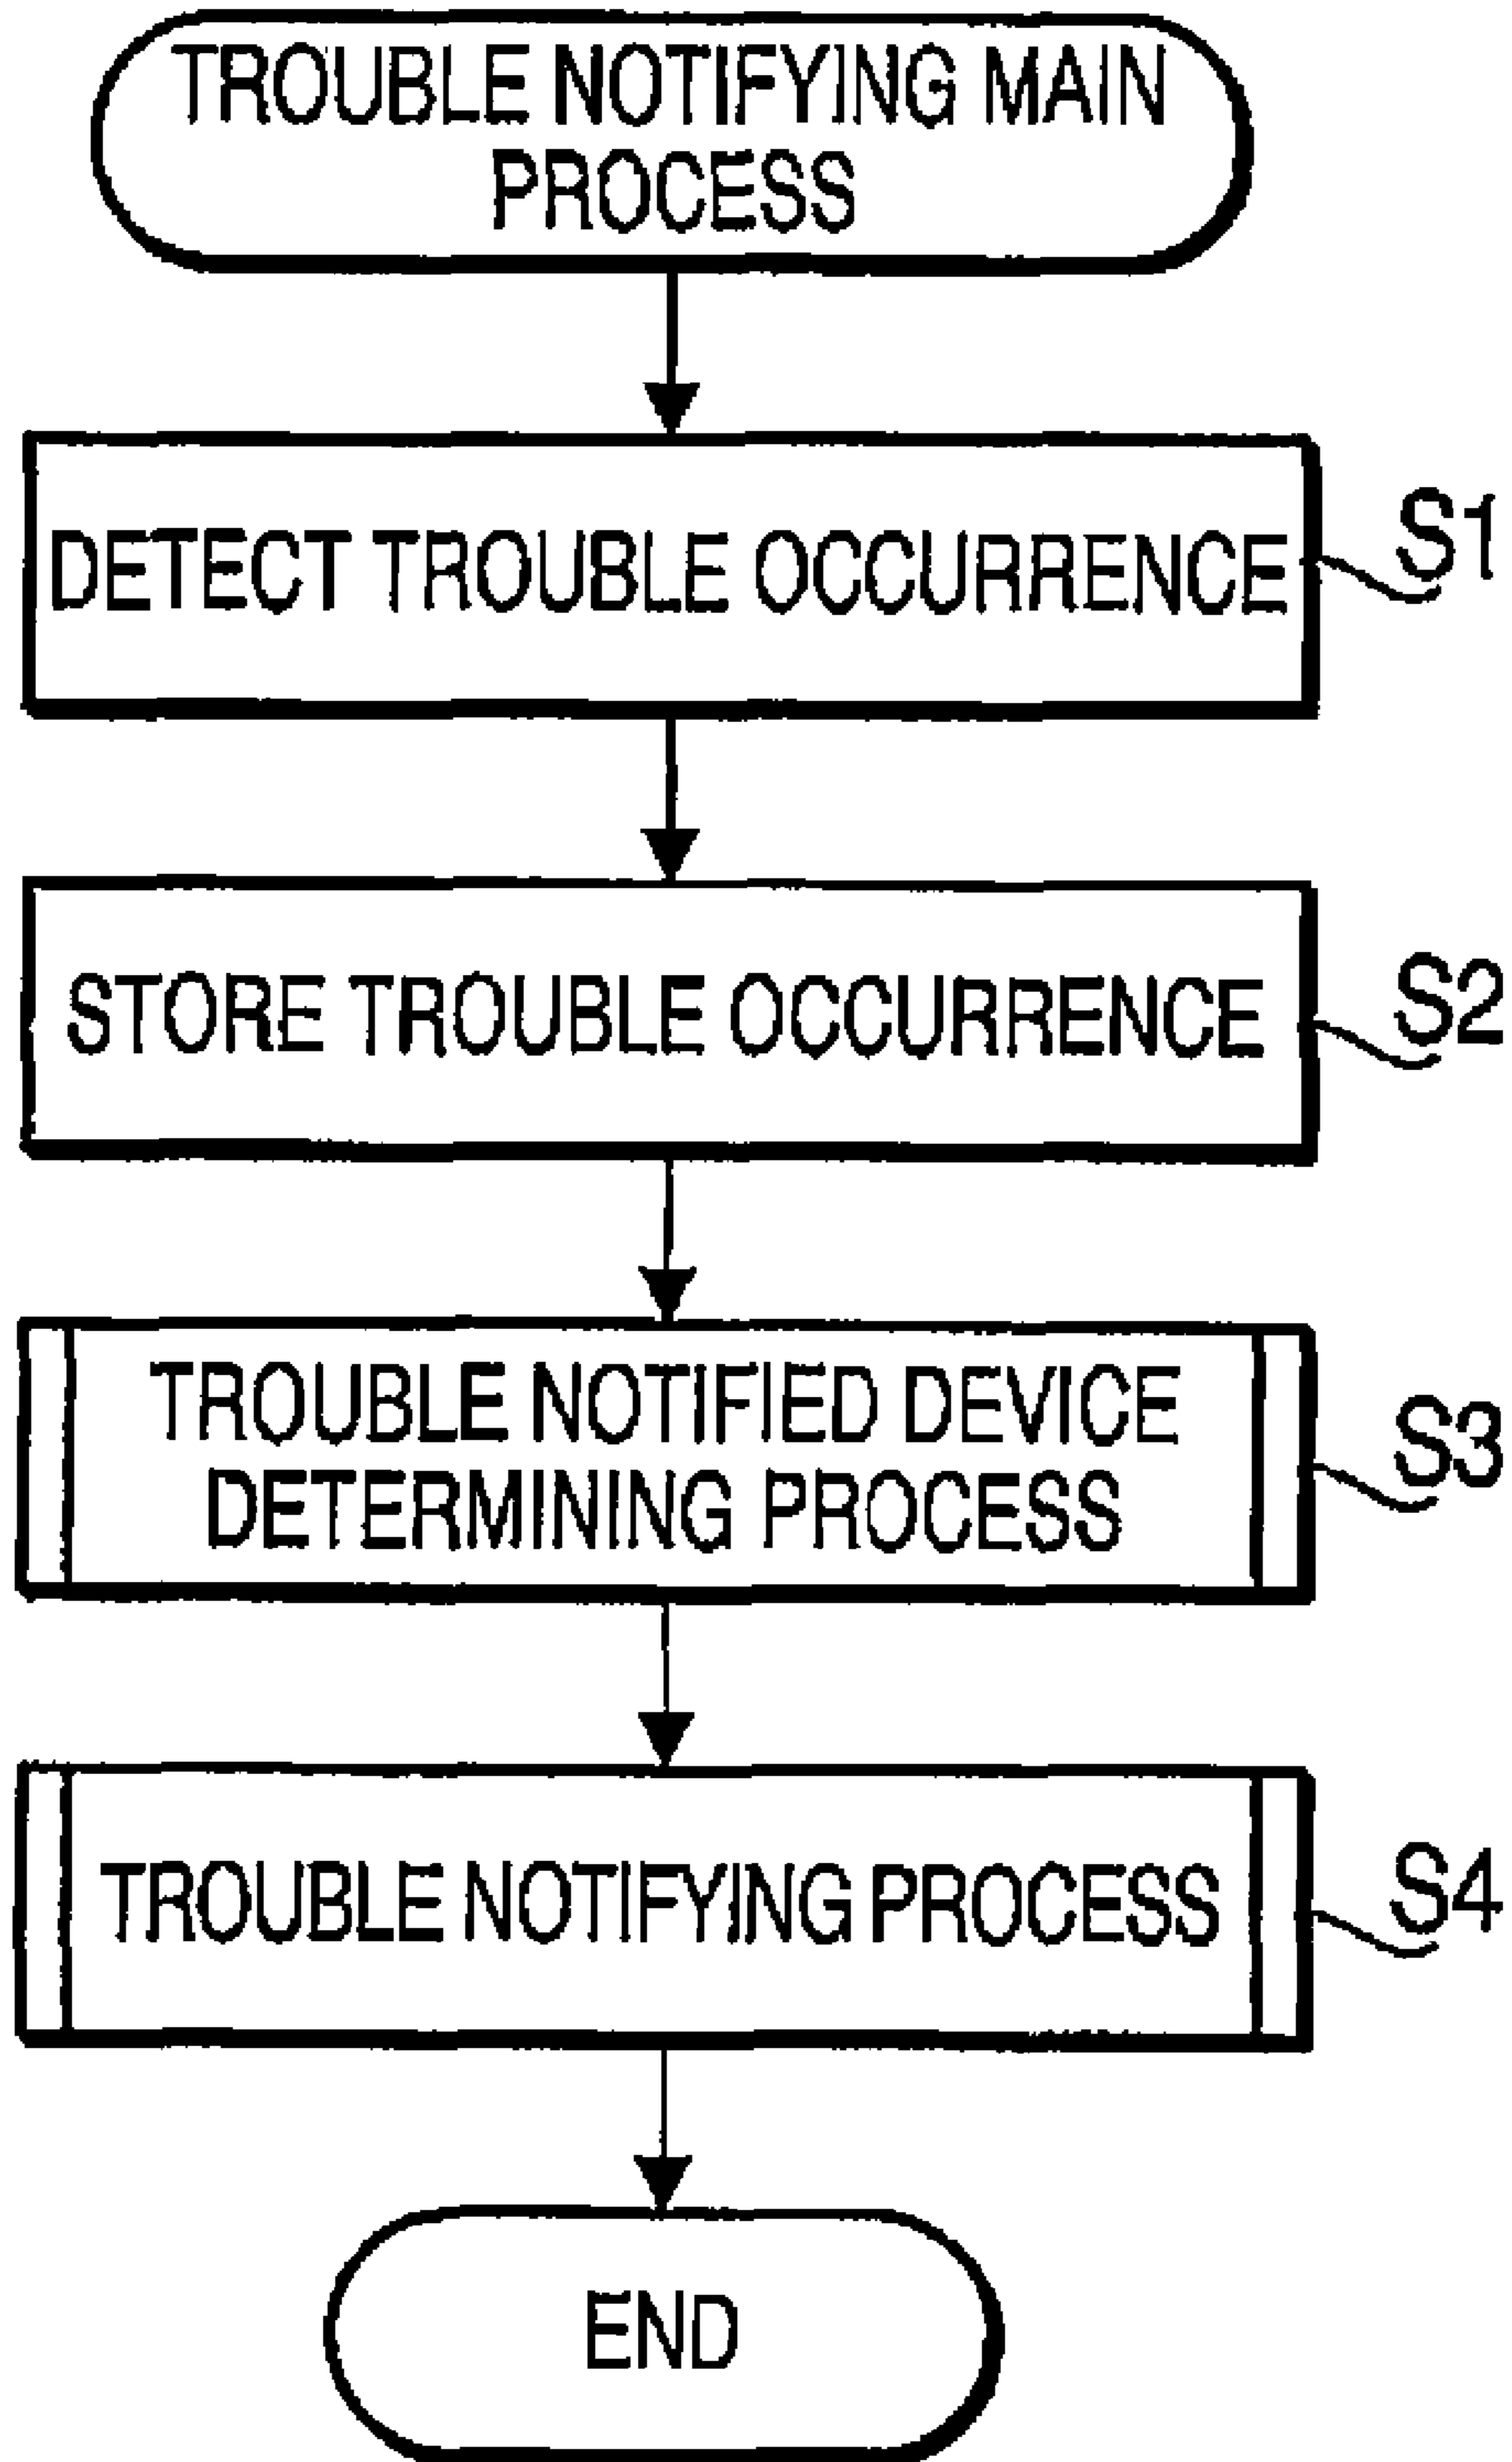 TROUBLE NOTIFYING MAIN
PROCESS
DETECT TROUBLE OCCURRENCE
S1
STORE TROUBLE OCCURRENCE
S2
TROUBLE NOTIFIED DEVICE
DETERMINING PROCESS
S3
TROUBLE NOTIFYING PROCESS
S4
END